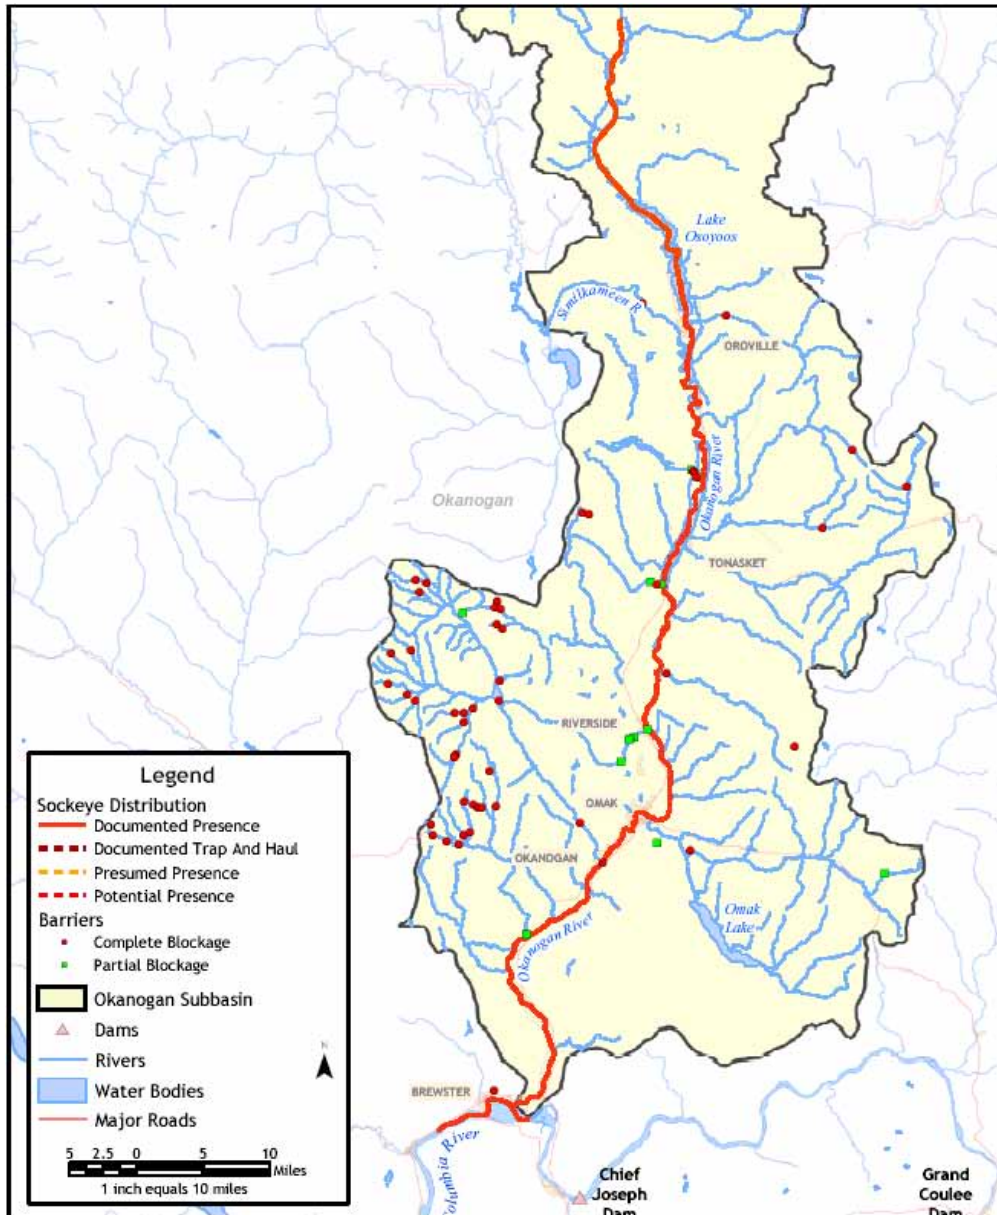 Lake
Osoyoos
Similkameen R
OROVILLE
Okanogan River
Okanogan
TONASKET
RIVERSIDE
OMAK
OKANOGAN
Omak
Lake
Okanogan River
BREWSTER
Columbia River
Chief
Joseph
Dam
Grand
Coulee
Dam
Legend
Sockeye Distribution
Documented Presence
Documented Trap And Haul
Presumed Presence
Potential Presence
Barriers
Complete Blockage
Partial Blockage
Okanogan Subbasin
Dams
Rivers
Water Bodies
Major Roads
N
5 2.5 0 5 10
Miles
1 inch equals 10 miles